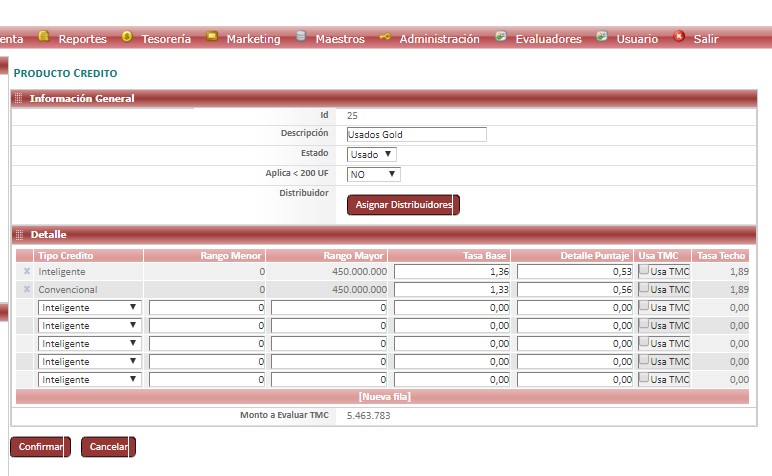 enta Reportes Tesorería Marketing Maestros Administración Evaluadores Usuario Salir
PRODUCTO CREDITO
Información General
Id 25
Descripción Usados Gold
Estado Usado
Aplica < 200 UF NO
Distribuidor
Asignar Distribuidores
Detalle
Tipo Credito Rango Menor Rango Mayor Tasa Base Detalle Puntaje Usa TMC Tasa Techo
x Inteligente 0 450.000.000 1,36 0,53 Usa TMC 1,89
x Convencional 0 450.000.000 1,33 0,56 Usa TMC 1,89
Inteligente 0 0 0,00 0,00 Usa TMC 0,00
Inteligente 0 0 0,00 0,00 Usa TMC 0,00
Inteligente 0 0 0,00 0,00 Usa TMC 0,00
Inteligente 0 0 0,00 0,00 Usa TMC 0,00
Inteligente 0 0 0,00 0,00 Usa TMC 0,00
[Nueva fila]
Monto a Evaluar TMC 5.463.783
Confirmar Cancelar